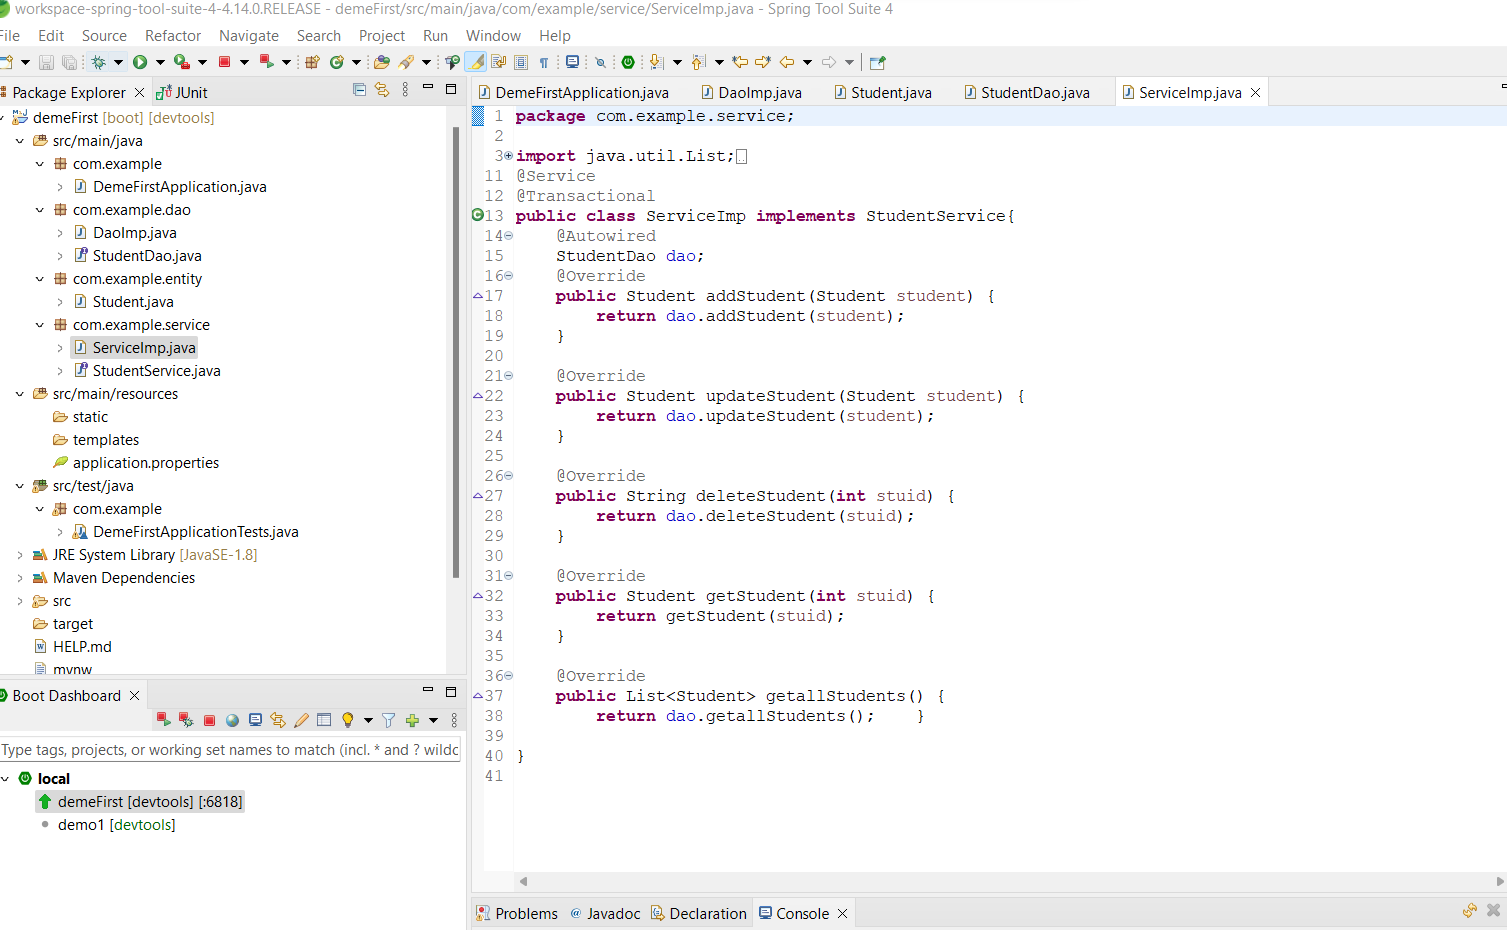 workspace-spring-tool-suite-4-4.14.0.RELEASE - demeFirst/src/main/java/com/example/service/ServiceImp.java - Spring Tool Suite 4
File Edit Source Refactor Navigate Search Project Run Window Help
Package Explorer
JUnit
demeFirst [boot] [devtools]
src/main/java
com.example
DemeFirstApplication.java
com.example.dao
DaoImp.java
StudentDao.java
com.example.entity
Student.java
com.example.service
ServiceImp.java
StudentService.java
src/main/resources
static
templates
application.properties
src/test/java
com.example
DemeFirstApplicationTests.java
JRE System Library [JavaSE-1.8]
Maven Dependencies
src
target
HELP.md
mvnw
Boot Dashboard
Type tags, projects, or working set names to match (incl. * and ? wildc
local
demeFirst [devtools] [:6818]
demo1 [devtools]
DemeFirstApplication.java DaoImp.java Student.java StudentDao.java ServiceImp.java
1 package com.example.service;
2
3 import java.util.List;
11 @Service
12 @Transactional
13 public class ServiceImp implements StudentService{
14 @Autowired
15 StudentDao dao;
16 @Override
17 public Student addStudent(Student student) {
18 return dao.addStudent(student);
19 }
20
21 @Override
22 public Student updateStudent(Student student) {
23 return dao.updateStudent(student);
24 }
25
26 @Override
27 public String deleteStudent(int stuid) {
28 return dao.deleteStudent(stuid);
29 }
30
31 @Override
32 public Student getStudent(int stuid) {
33 return getStudent(stuid);
34 }
35
36 @Override
37 public List<Student> getallStudents() {
38 return dao.getallStudents(); }
39
40 }
41
Problems Javadoc Declaration Console